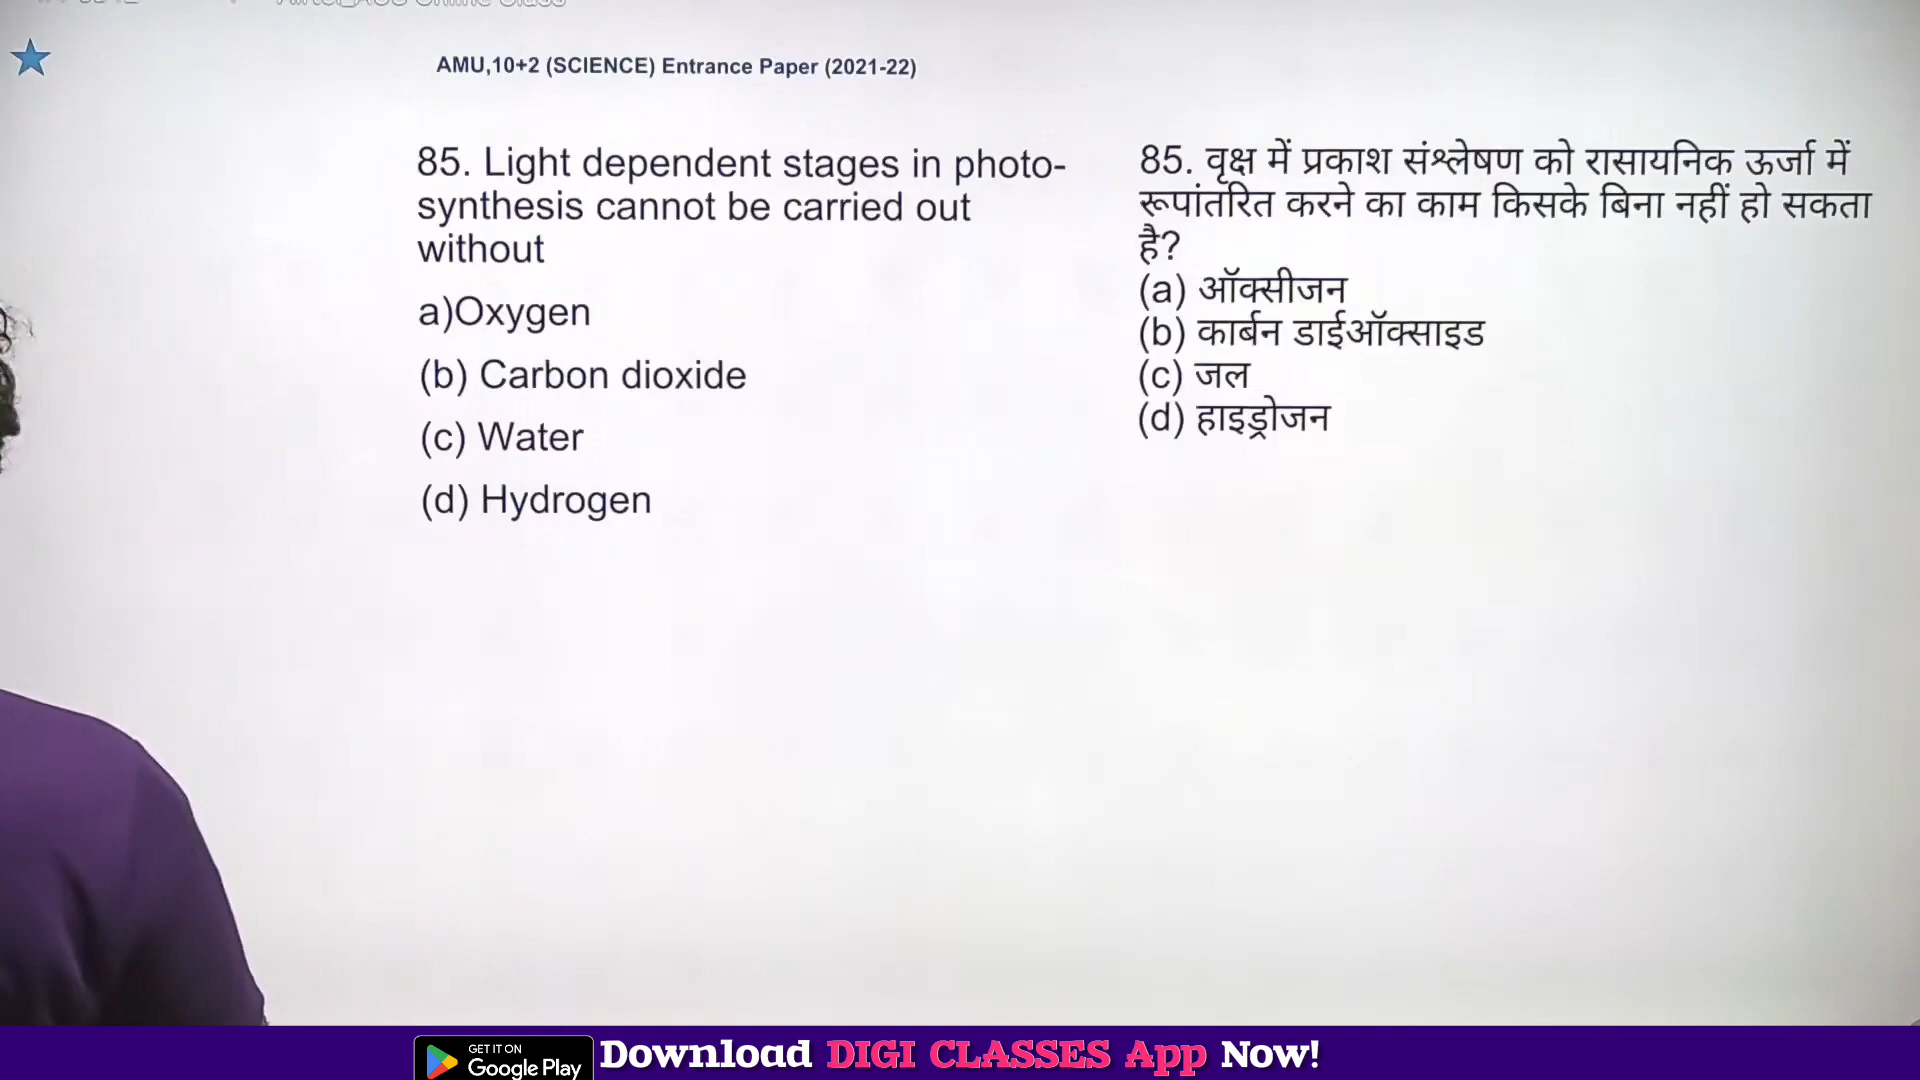 AMU,10+2 (SCIENCE) Entrance Paper (2021-22)
85. Light dependent stages in photo-
synthesis cannot be carried out
without
a)Oxygen
(b) Carbon dioxide
(c) Water
(d) Hydrogen
85. वृक्ष में प्रकाश संश्लेषण को रासायनिक ऊर्जा में
रूपांतरित करने का काम किसके बिना नहीं हो सकता
है?
(a) ऑक्सीजन
(b) कार्बन डाईऑक्साइड
(c) जल
(d) हाइड्रोजन
GET IT ON
Google Play
Download DIGI CLASSES App Now!